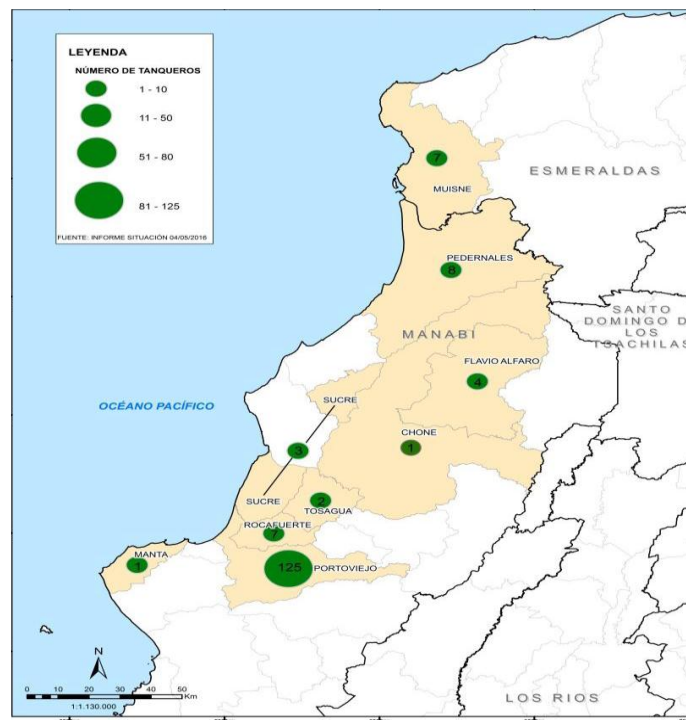 LEYENDA
NÚMERO DE TANQUEROS
1 - 10
11 - 50
51 - 80
81 - 125
FUENTE: INFORME SITUACIÓN 04/05/2016
7
MUISNE
ESMERALDAS
PEDERNALES
8
SANTO
DOMINGO D
LOS
TSACHILAS
MANABI
FLAVIO ALFARO
4
OCÉANO PACÍFICO
SUCRE
CHONE
1
3
SUCRE
2
TOSAGUA
ROCAFUERTE
7
MANTA
1
125
PORTOVIEJO
N
0 10 20 30 40 50
Km
1:1.130.000
LOS RIOS